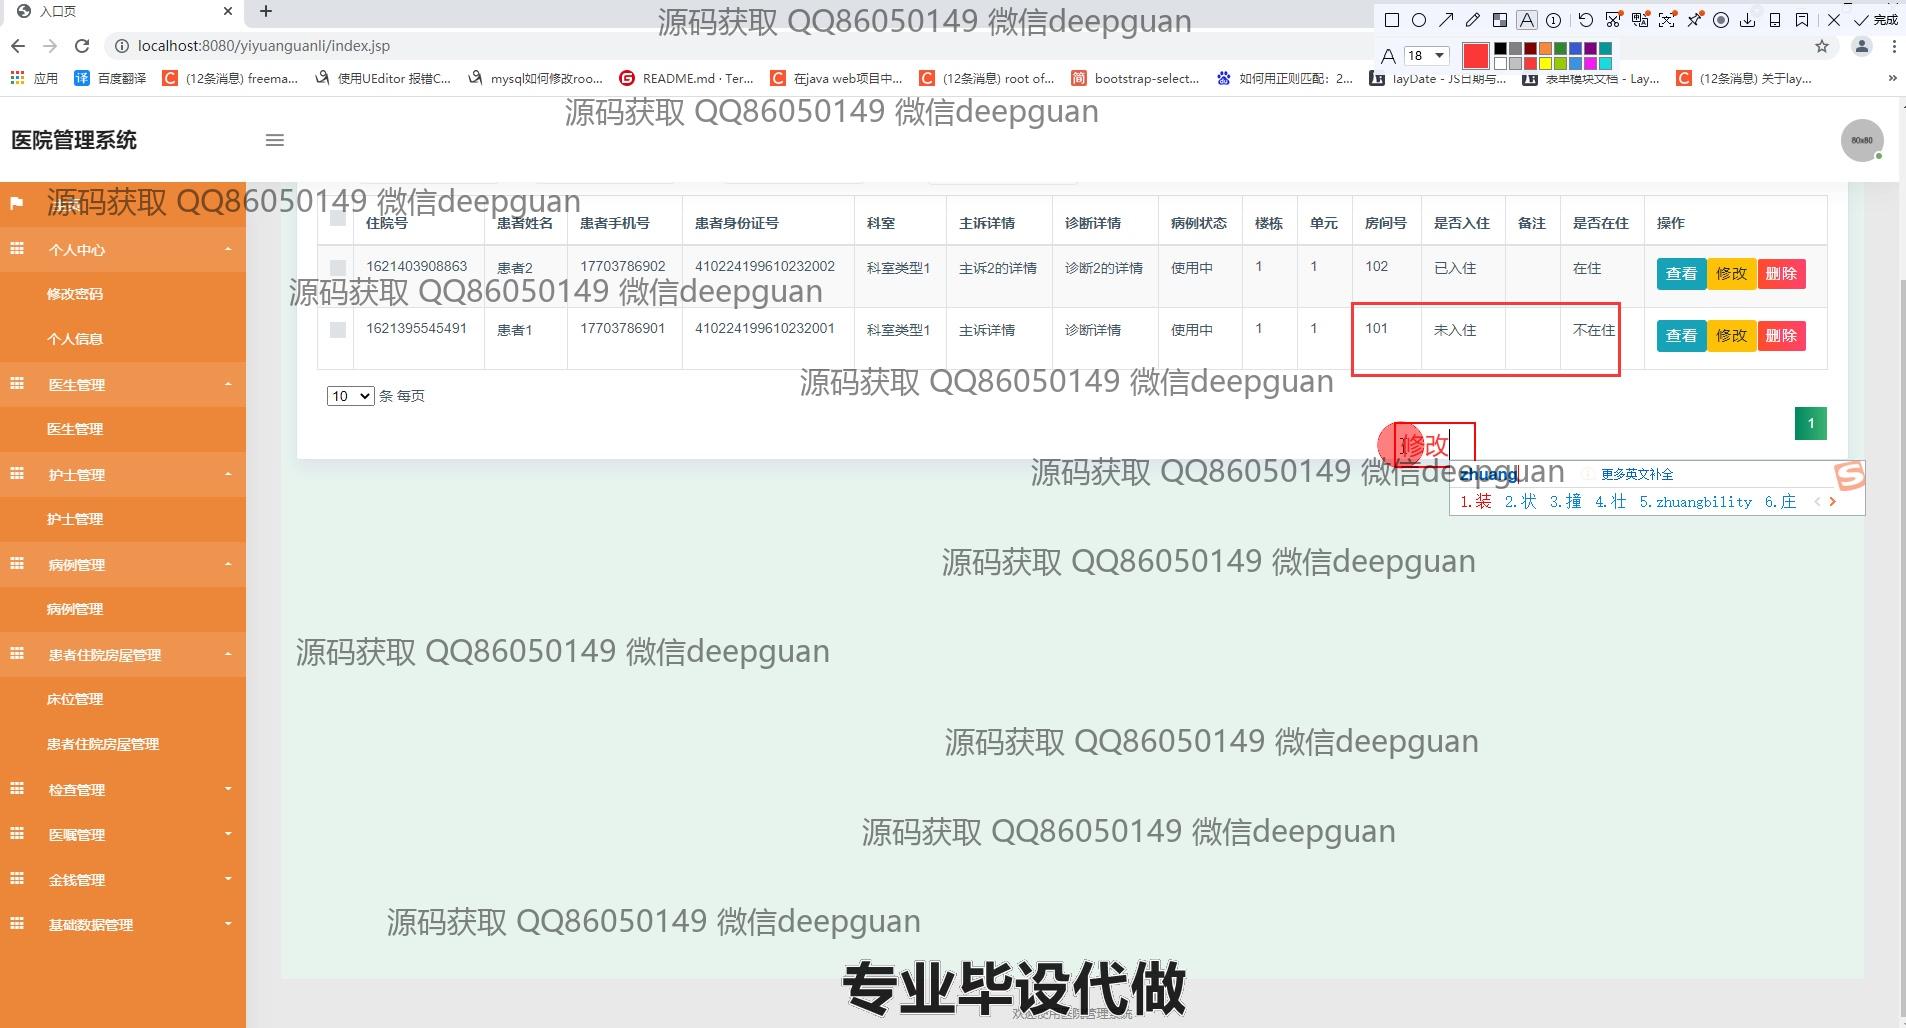 入口页
源码获取 QQ86050149 微信deepguan
完成
localhost:8080/yiyuanguanli/index.jsp
18
应用 百度翻译 (12条消息) freema... 使用UEditor 报错C... mysql如何修改roo... README.md · Ter... 在java web项目中... (12条消息) root of... bootstrap-select... 如何用正则匹配：2... layDate - JS日期与... 表单模块文档 - Lay... (12条消息) 关于lay...
源码获取 QQ86050149 微信deepguan
医院管理系统
80x80
源码获取 QQ86050149 微信deepguan
住院号 患者姓名 患者手机号 患者身份证号 科室 主诉详情 诊断详情 病例状态 楼栋 单元 房间号 是否入住 备注 是否在住 操作
1621403908863 患者2 17703786902 410224199610232002 科室类型1 主诉2的详情 诊断2的详情 使用中 1 1 102 已入住 在住 查看 修改 删除
源码获取 QQ86050149 微信deepguan
1621395545491 患者1 17703786901 410224199610232001 科室类型1 主诉详情 诊断详情 使用中 1 1 101 未入住 不在住 查看 修改 删除
源码获取 QQ86050149 微信deepguan
10 条 每页
1
修改
源码获取 QQ86050149 微信deepguan
zhuang 更多英文补全
1.装 2.状 3.撞 4.壮 5.zhuangbility 6.庄
个人中心
修改密码
个人信息
医生管理
医生管理
护士管理
护士管理
病例管理
病例管理
患者住院房屋管理
床位管理
患者住院房屋管理
检查管理
医嘱管理
金钱管理
基础数据管理
源码获取 QQ86050149 微信deepguan
源码获取 QQ86050149 微信deepguan
源码获取 QQ86050149 微信deepguan
源码获取 QQ86050149 微信deepguan
源码获取 QQ86050149 微信deepguan
专业毕设代做